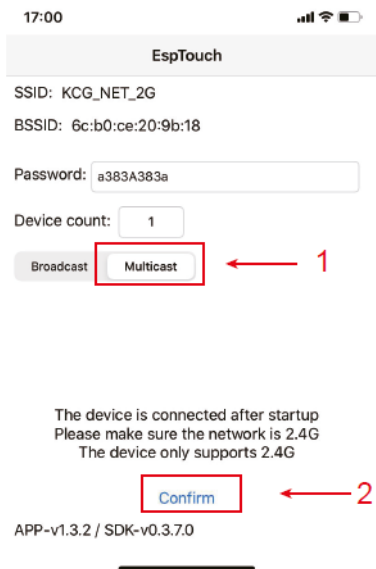 17:00
EspTouch
SSID: KCG_NET_2G
BSSID: 6c:b0:ce:20:9b:18
Password: a383A383a
Device count: 1
Broadcast Multicast 1
The device is connected after startup
Please make sure the network is 2.4G
The device only supports 2.4G
Confirm 2
APP-v1.3.2 / SDK-v0.3.7.0